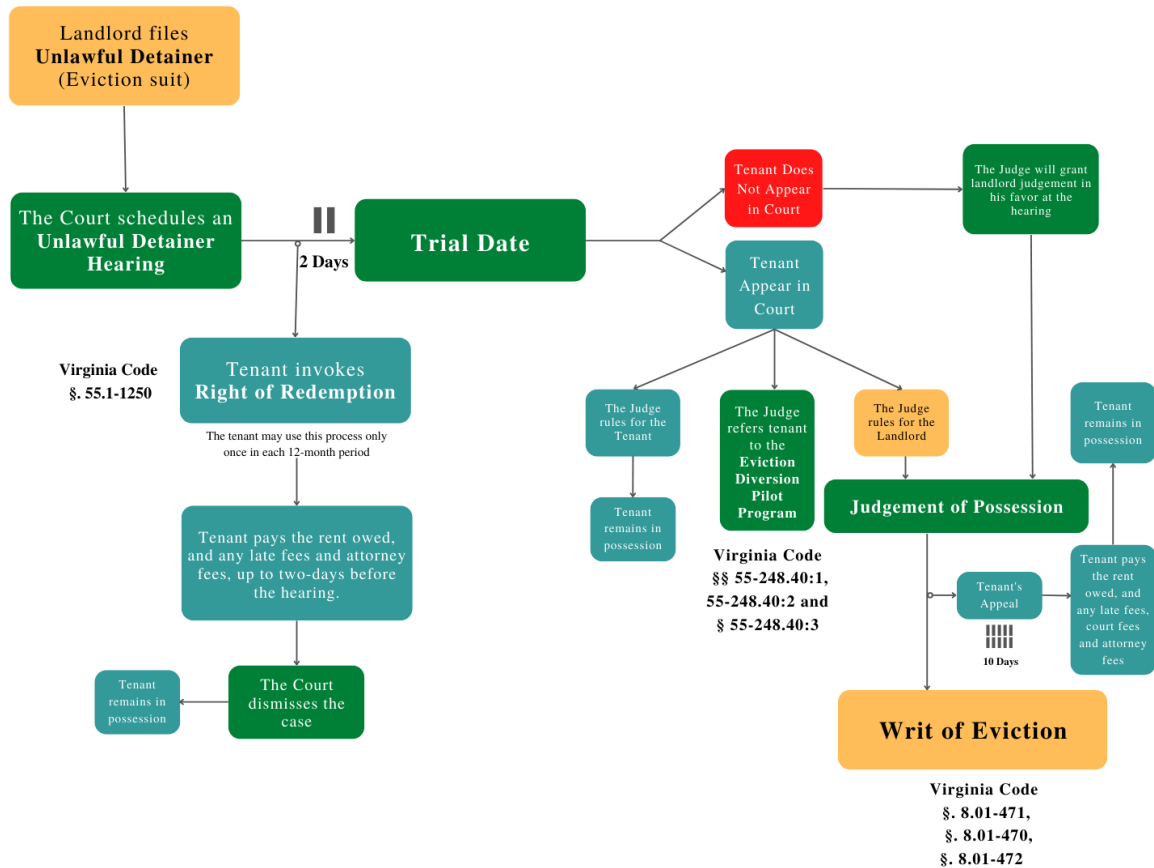 Landlord files
Unlawful Detainer
(Eviction suit)
The Court schedules an
Unlawful Detainer
Hearing
2 Days
Trial Date
Tenant Does
Not Appear
in Court
The Judge will grant
landlord judgement in
his favor at the
hearing
Tenant
Appear in
Court
Virginia Code
§. 55.1-1250
Tenant invokes
Right of Redemption
The tenant may use this process only
once in each 12-month period
Tenant pays the rent owed,
and any late fees and attorney
fees, up to two-days before
the hearing.
The Court
dismisses the
case
Tenant
remains in
possession
The Judge
rules for the
Tenant
Tenant
remains in
possession
The Judge
refers tenant
to the
Eviction
Diversion
Pilot
Program
Virginia Code
§§ 55-248.40:1,
55-248.40:2 and
§ 55-248.40:3
The Judge
rules for the
Landlord
Judgement of Possession
Tenant's
Appeal
10 Days
Tenant pays
the rent
owed, and
any late fees,
court fees
and attorney
fees
Tenant
remains in
possession
Writ of Eviction
Virginia Code
§. 8.01-471,
§. 8.01-470,
§. 8.01-472